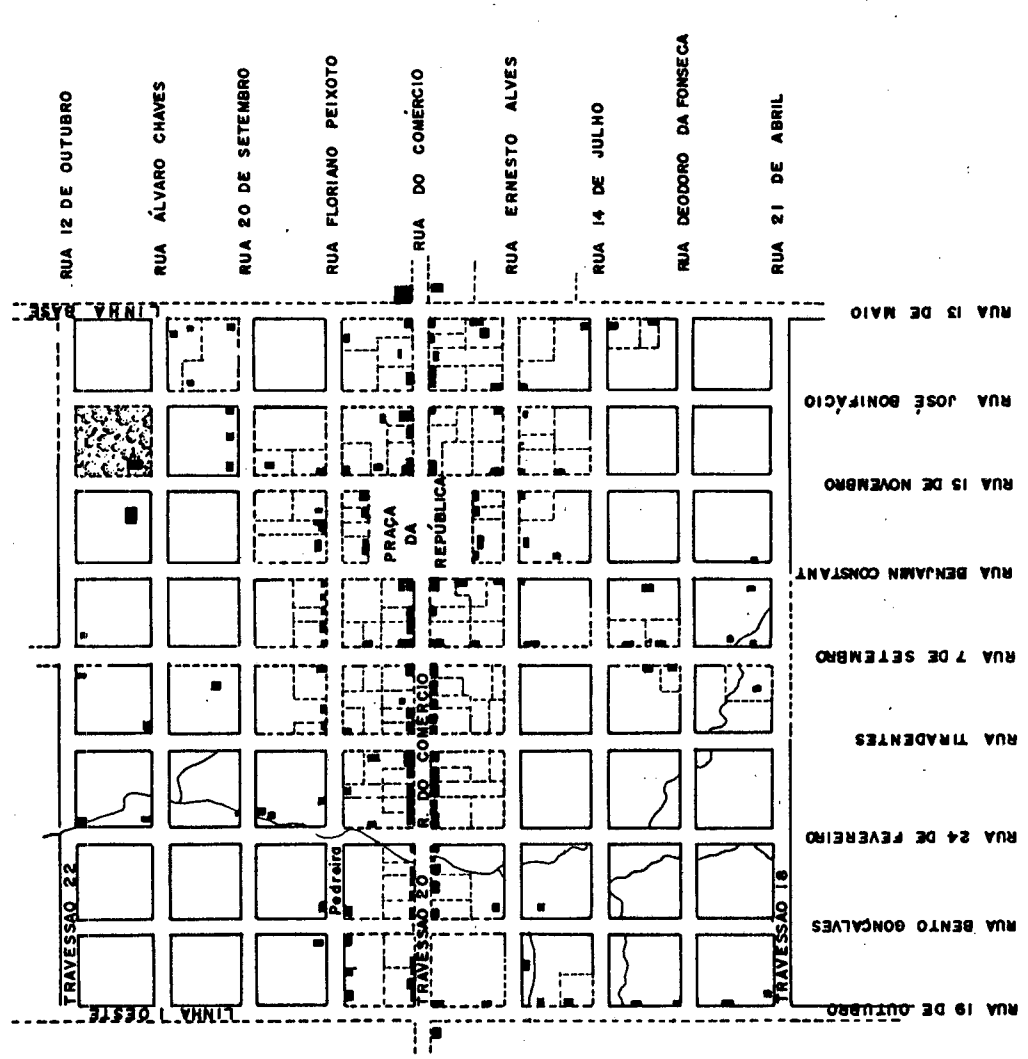 RUA 12 DE OUTUBRO
RUA ÁLVARO CHAVES
RUA 20 DE SETEMBRO
RUA FLORIANO PEIXOTO
RUA DO COMÉRCIO
RUA ERNESTO ALVES
RUA 14 DE JULHO
RUA DEODORO DA FONSECA
RUA 21 DE ABRIL
LINHA BASE
RUA 13 DE MAIO
RUA JOSÉ BONIFÁCIO
RUA 15 DE NOVEMBRO
PRAÇA
DA
REPÚBLICA
RUA BENJAMIN CONSTANT
RUA 7 DE SETEMBRO
R. DO COMÉRCIO
RUA TIRADENTES
RUA 24 DE FEVEREIRO
Pedreira
TRAVESSÃO 22
TRAVESSÃO 20
TRAVESSÃO 18
RUA BENTO GONÇALVES
LINHA 1 OESTE
RUA 19 DE OUTUBRO